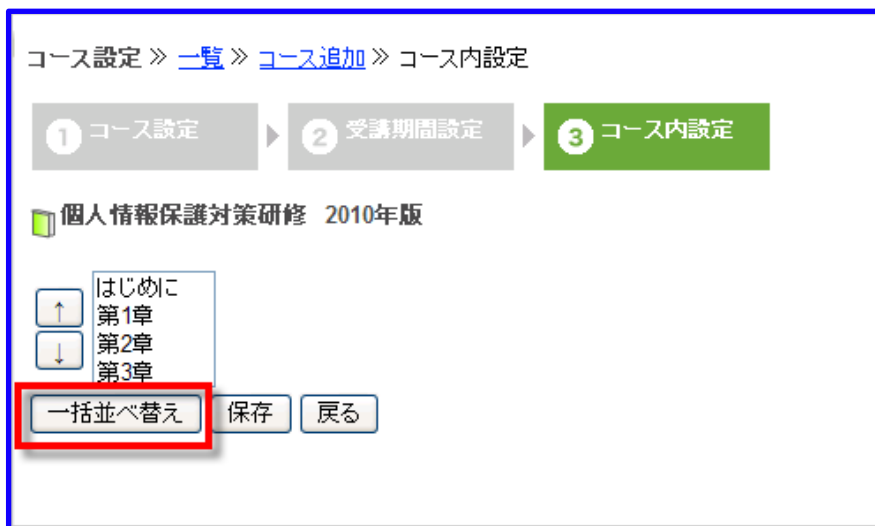 コース設定 ≫ 一覧 ≫ コース追加 ≫ コース内設定
1 コース設定 ▶ 2 受講期間設定 ▶ 3 コース内設定
個人情報保護対策研修 2010年版
はじめに
↑ 第1章
↓ 第2章
第3章
一括並べ替え 保存 戻る